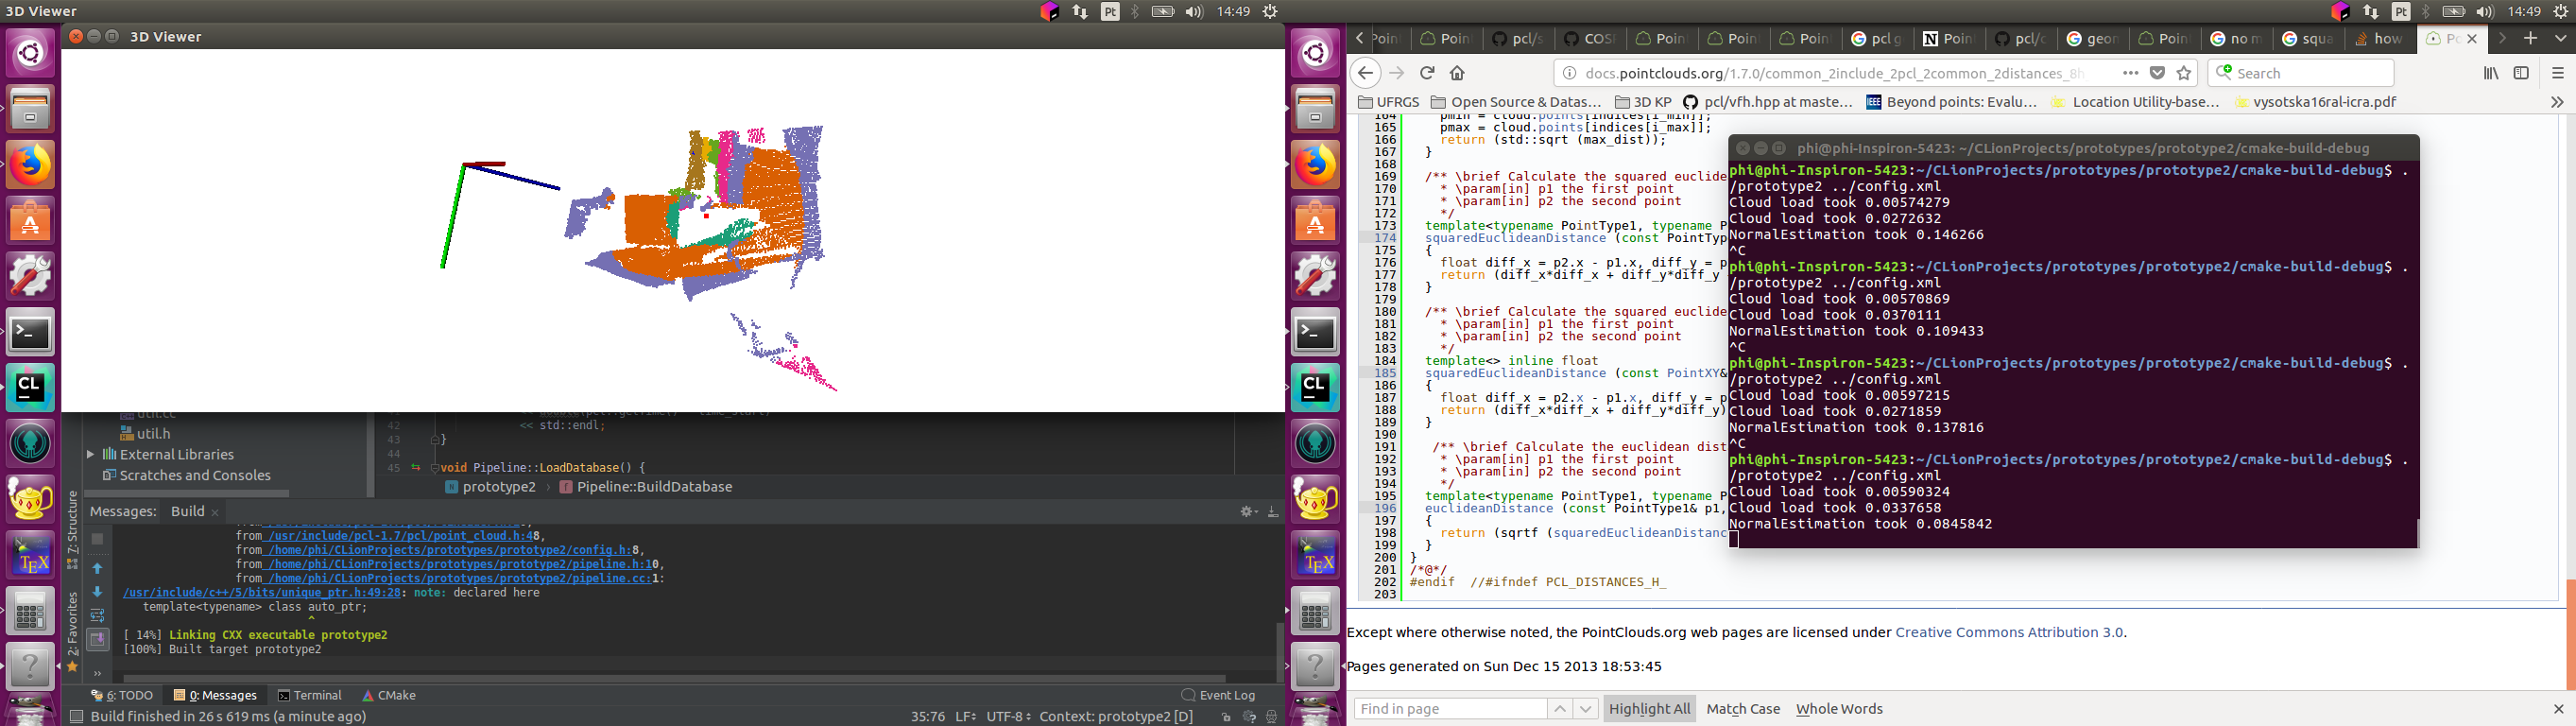 3D Viewer
Pt
14:49
3D Viewer
util.cc
util.h
External Libraries
Scratches and Consoles
42 << std::endl;
43 }
44
45 void Pipeline::LoadDatabase() {
prototype2 Pipeline::BuildDatabase
7: Structure
2: Favorites
Messages: Build
from /usr/include/pcl-1.7/pcl/point_cloud.h:48,
from /home/phi/CLionProjects/prototypes/prototype2/config.h:8,
from /home/phi/CLionProjects/prototypes/prototype2/pipeline.h:10,
from /home/phi/CLionProjects/prototypes/prototype2/pipeline.cc:1:
/usr/include/c++/5/bits/unique_ptr.h:49:28: note: declared here
template<typename> class auto_ptr;
^
[ 14%] Linking CXX executable prototype2
[100%] Built target prototype2
6: TODO 0: Messages Terminal CMake Event Log
Build finished in 26 s 619 ms (a minute ago) 35:76 LF UTF-8 Context: prototype2 [D]
Pt
14:49
Poin pcl/s COSI Poin Poin Poin pcl g Poin pcl/c geon Poin no m squa how Po
docs.pointclouds.org/1.7.0/common_2include_2pcl_2common_2distances_8h
Search
UFRGS Open Source & Datas... 3D KP pcl/vfh.hpp at maste... Beyond points: Evalu... Location Utility-base... vysotska16ral-icra.pdf
164 pmin = cloud.points[indices[i_min]];
165 pmax = cloud.points[indices[i_max]];
166 return (std::sqrt (max_dist));
167 }
168
169 /** \brief Calculate the squared euclide
170 * \param[in] p1 the first point
171 * \param[in] p2 the second point
172 */
173 template<typename PointType1, typename P
174 squaredEuclideanDistance (const PointTyp
175 {
176 float diff_x = p2.x - p1.x, diff_y = p
177 return (diff_x*diff_x + diff_y*diff_y
178 }
179
180 /** \brief Calculate the squared euclide
181 * \param[in] p1 the first point
182 * \param[in] p2 the second point
183 */
184 template<> inline float
185 squaredEuclideanDistance (const PointXY&
186 {
187 float diff_x = p2.x - p1.x, diff_y = p
188 return (diff_x*diff_x + diff_y*diff_y)
189 }
190
191 /** \brief Calculate the euclidean dist
192 * \param[in] p1 the first point
193 * \param[in] p2 the second point
194 */
195 template<typename PointType1, typename P
196 euclideanDistance (const PointType1& p1,
197 {
198 return (sqrtf (squaredEuclideanDistanc
199 }
200 }
201 /*@*/
202 #endif //#ifndef PCL_DISTANCES_H_
203
Except where otherwise noted, the PointClouds.org web pages are licensed under Creative Commons Attribution 3.0.
Pages generated on Sun Dec 15 2013 18:53:45
Find in page Highlight All Match Case Whole Words
phi@phi-Inspiron-5423: ~/CLionProjects/prototypes/prototype2/cmake-build-debug
phi@phi-Inspiron-5423:~/CLionProjects/prototypes/prototype2/cmake-build-debug$ .
/prototype2 ../config.xml
Cloud load took 0.00574279
Cloud load took 0.0272632
NormalEstimation took 0.146266
^C
phi@phi-Inspiron-5423:~/CLionProjects/prototypes/prototype2/cmake-build-debug$ .
/prototype2 ../config.xml
Cloud load took 0.00570869
Cloud load took 0.0370111
NormalEstimation took 0.109433
^C
phi@phi-Inspiron-5423:~/CLionProjects/prototypes/prototype2/cmake-build-debug$ .
/prototype2 ../config.xml
Cloud load took 0.00597215
Cloud load took 0.0271859
NormalEstimation took 0.137816
^C
phi@phi-Inspiron-5423:~/CLionProjects/prototypes/prototype2/cmake-build-debug$ .
/prototype2 ../config.xml
Cloud load took 0.00590324
Cloud load took 0.0337658
NormalEstimation took 0.0845842